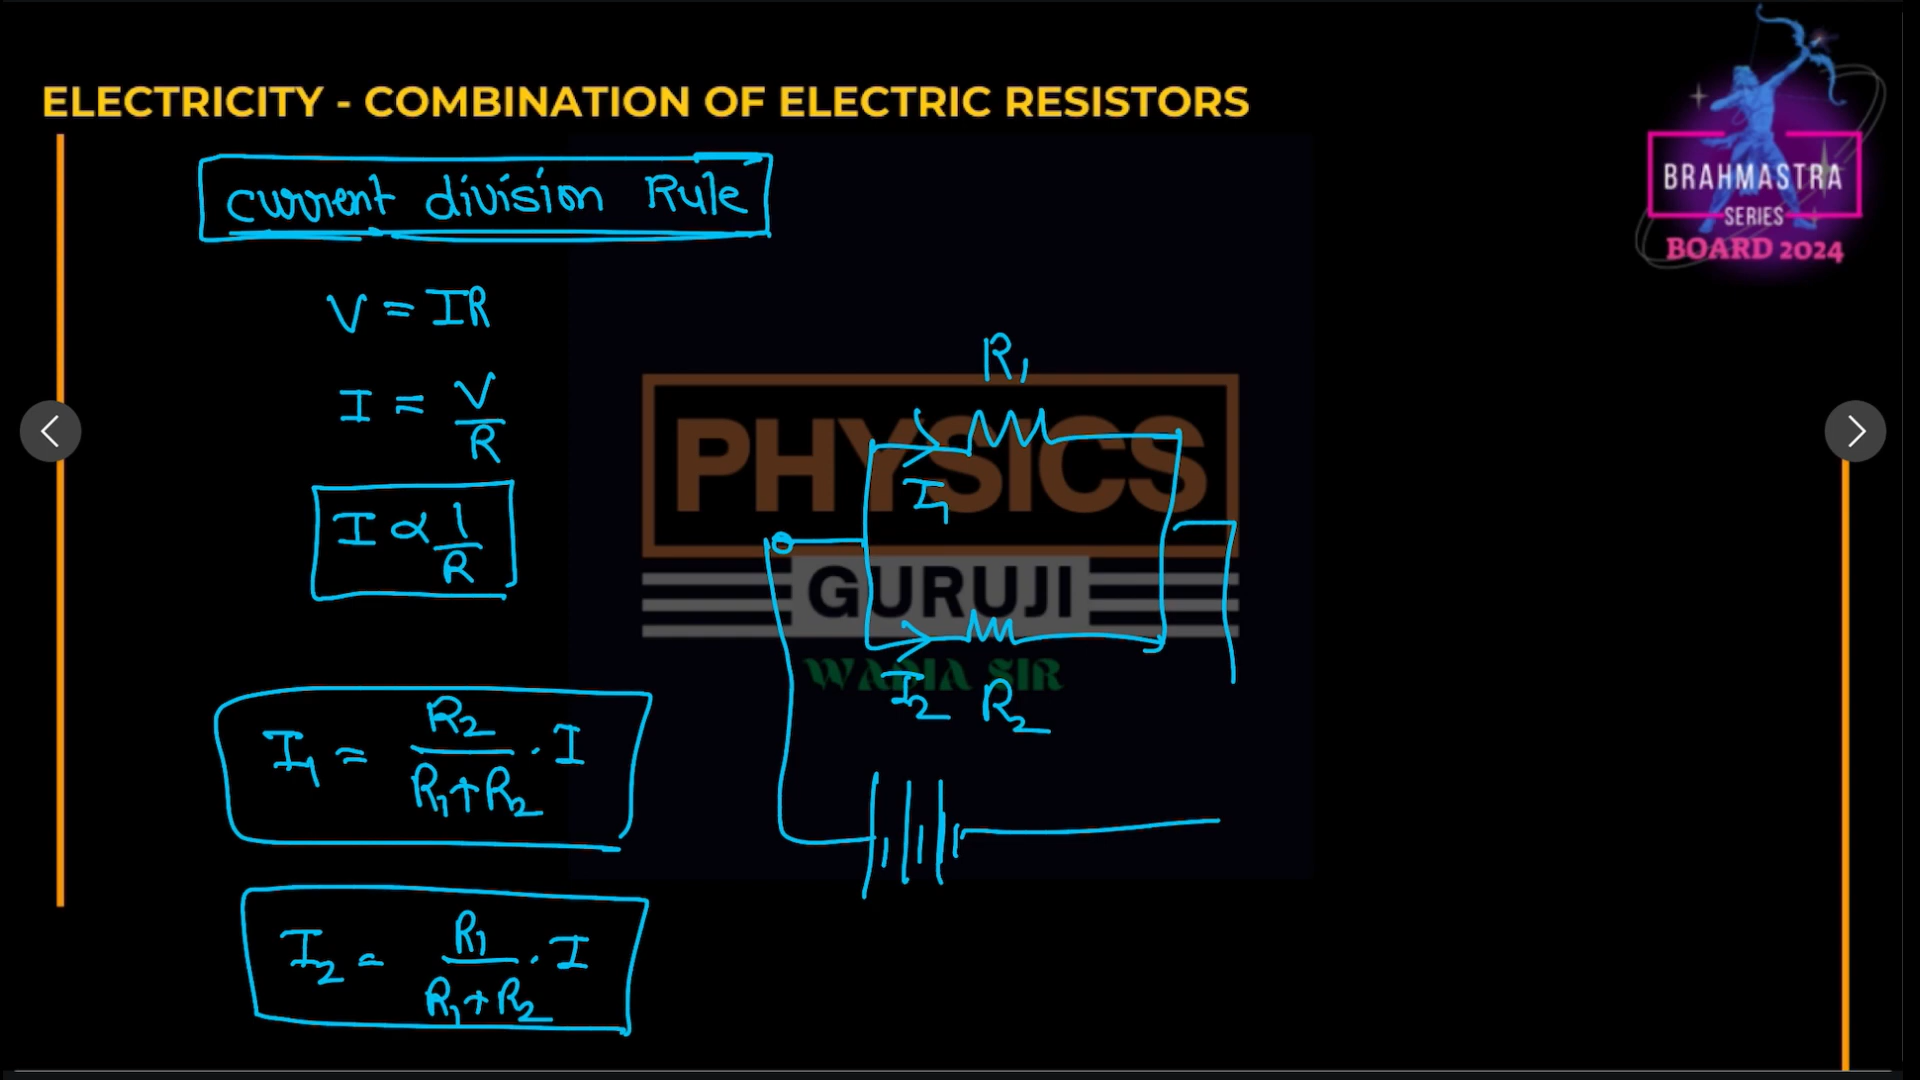 ELECTRICITY - COMBINATION OF ELECTRIC RESISTORS
BRAHMASTRA
SERIES
BOARD 2024
current division Rule
V = IR
I = V/R
I ∝ 1/R
I₁ = R₂/(R₁+R₂) · I
I₂ = R₁/(R₁+R₂) · I
R₁
I₁
I₂ R₂
PHYSICS
GURUJI
WADIA SIR